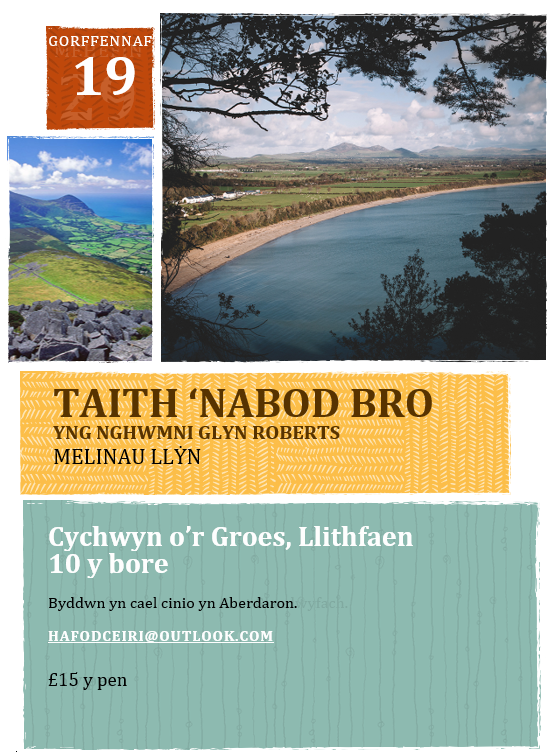 GORFFENNAF
19
TAITH ‘NABOD BRO
YNG NGHWMNI GLYN ROBERTS
MELINAU LLẎN
Cychwyn o’r Groes, Llithfaen
10 y bore
Byddwn yn cael cinio yn Aberdaron.
HAFODCEIRI@OUTLOOK.COM
£15 y pen